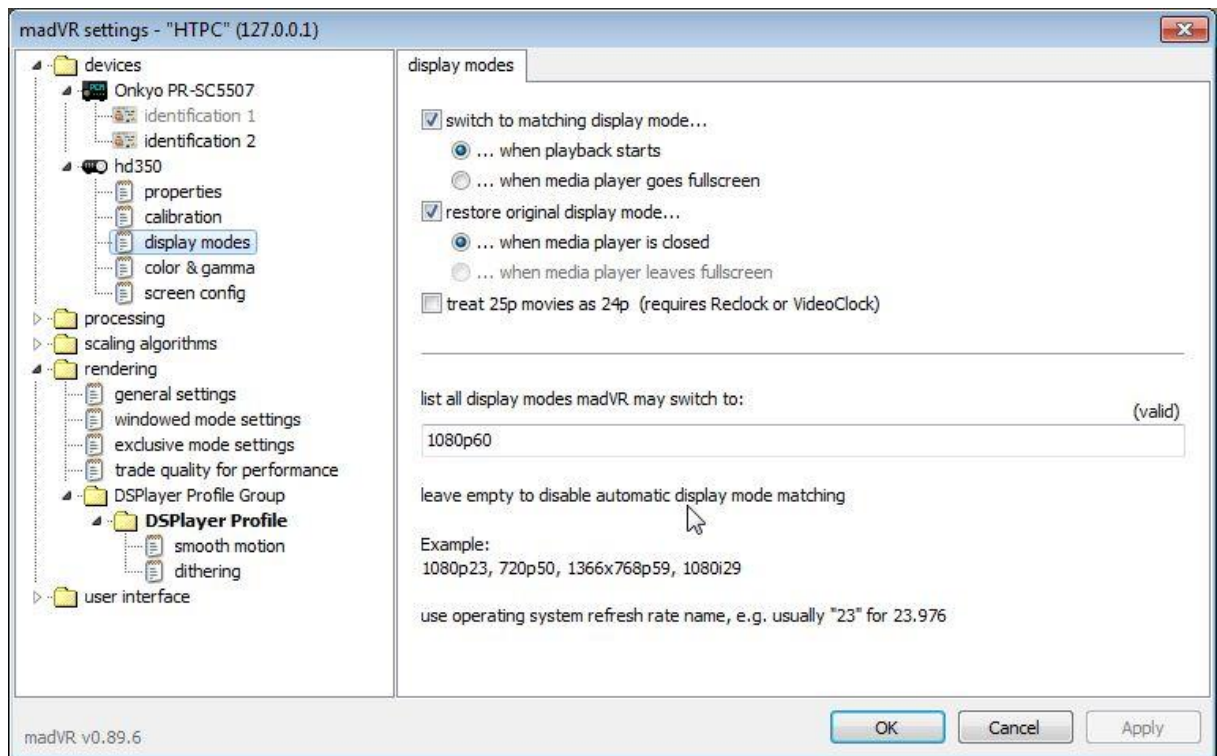 madVR settings - "HTPC" (127.0.0.1)
devices
Onkyo PR-SC5507
identification 1
identification 2
hd350
properties
calibration
display modes
color & gamma
screen config
processing
scaling algorithms
rendering
general settings
windowed mode settings
exclusive mode settings
trade quality for performance
DSPlayer Profile Group
DSPlayer Profile
smooth motion
dithering
user interface
madVR v0.89.6
display modes
switch to matching display mode...
... when playback starts
... when media player goes fullscreen
restore original display mode...
... when media player is closed
... when media player leaves fullscreen
treat 25p movies as 24p (requires Reclock or VideoClock)
list all display modes madVR may switch to:
(valid)
1080p60
leave empty to disable automatic display mode matching
Example:
1080p23, 720p50, 1366x768p59, 1080i29
use operating system refresh rate name, e.g. usually "23" for 23.976
OK
Cancel
Apply